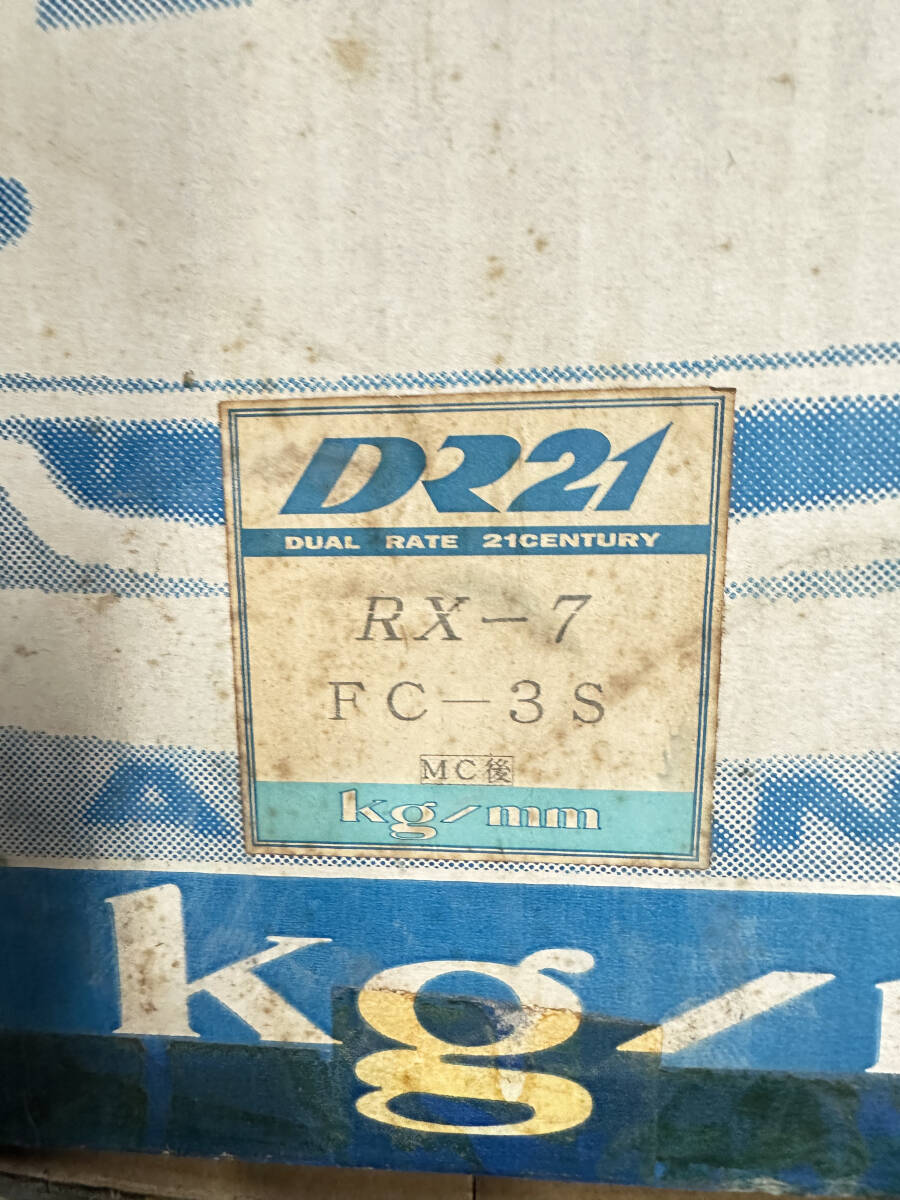 DR21
DUAL RATE 21CENTURY
RX-7
FC-3S
MC後
kg/mm
kg/